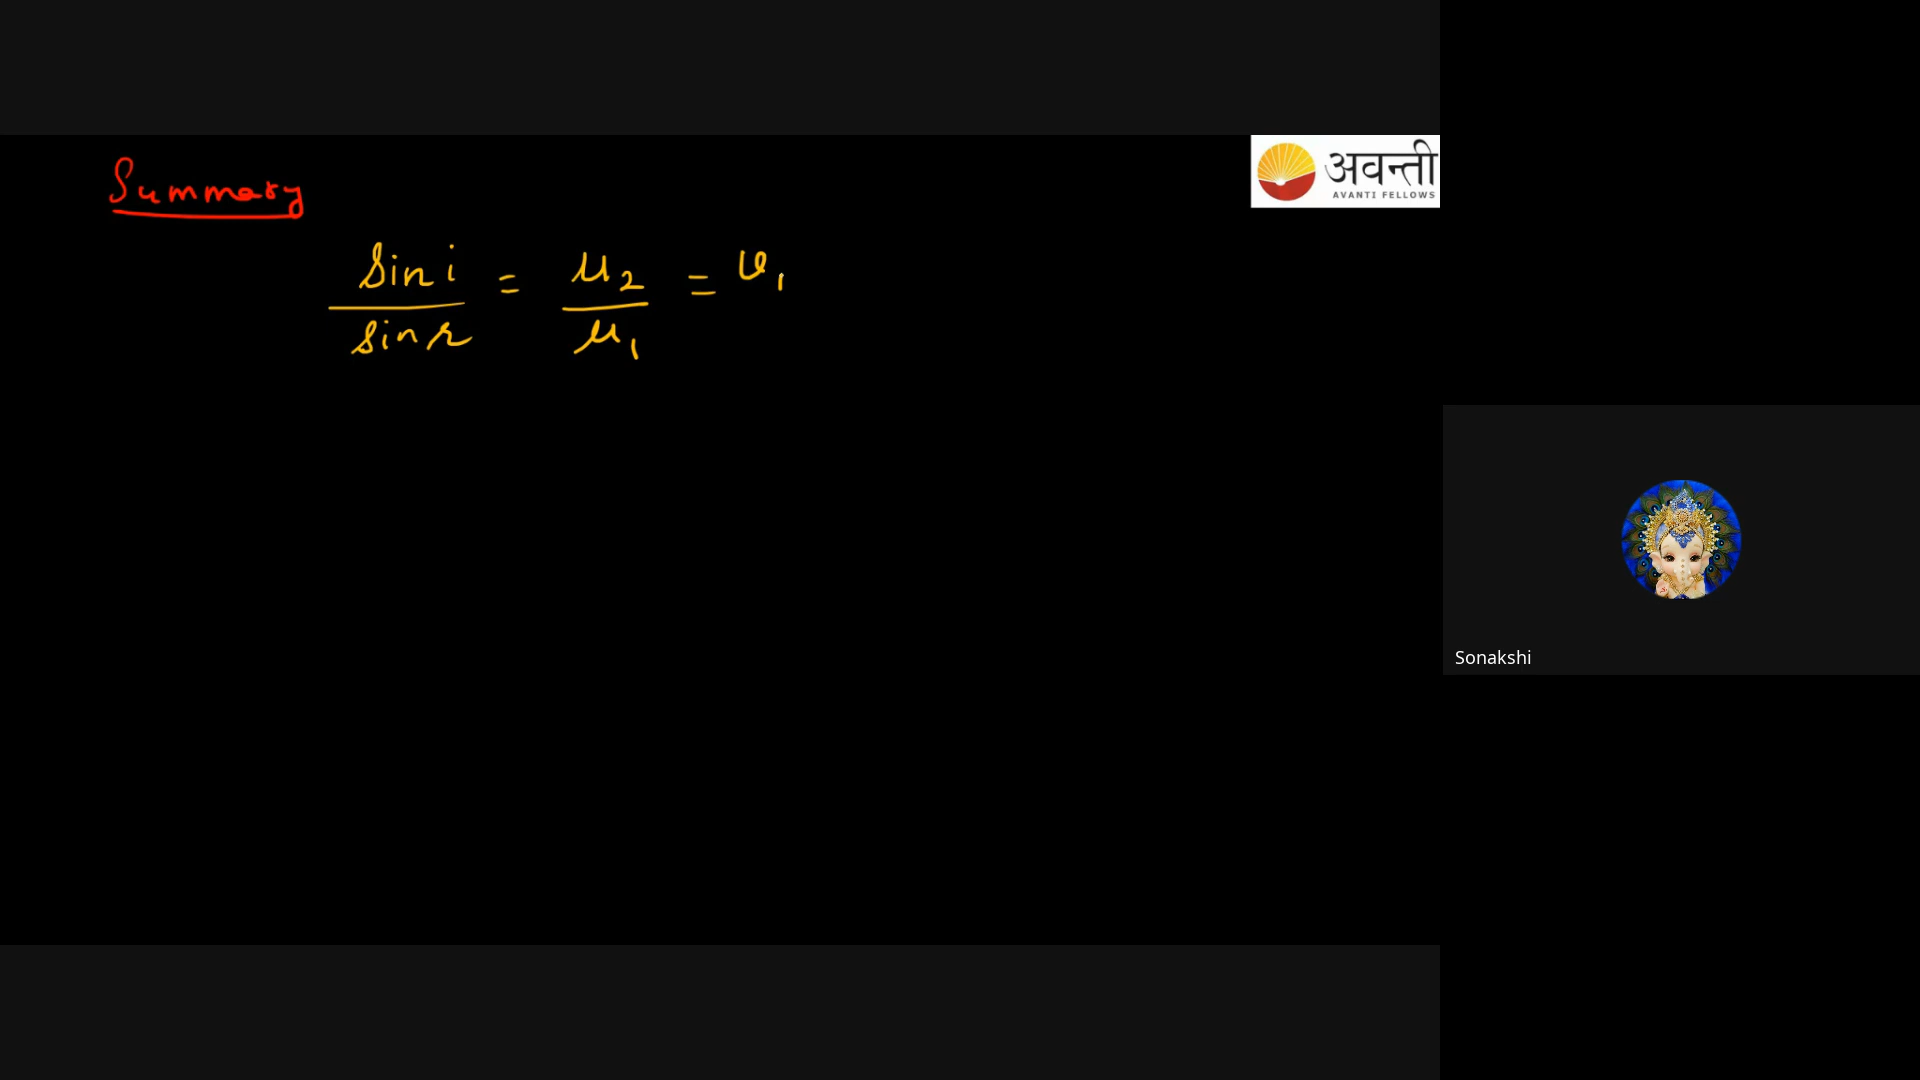 Summary
अवन्ती
AVANTI FELLOWS
sin i / sin r = μ₂ / μ₁ = v₁
Sonakshi